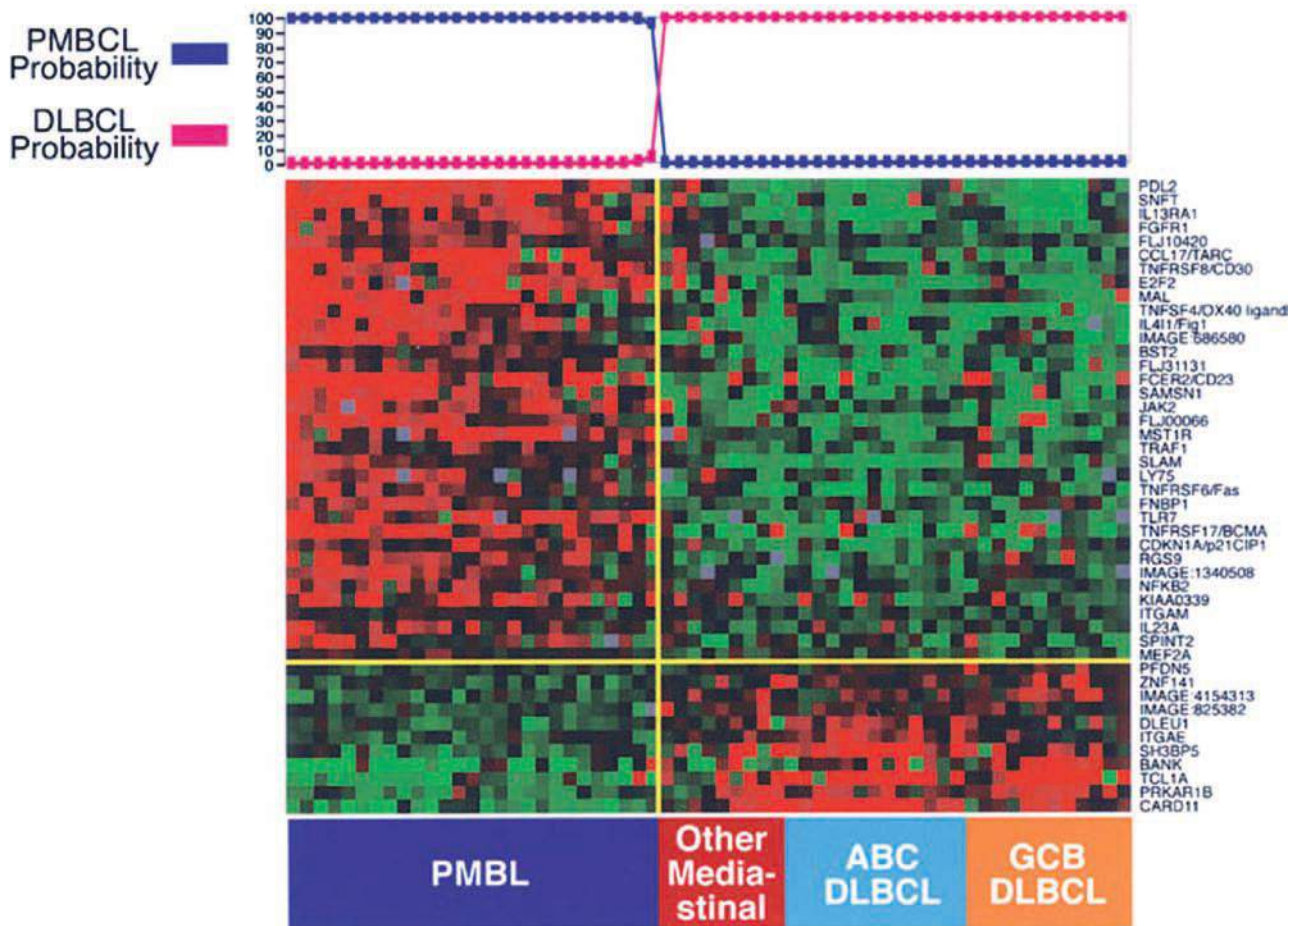 PMBCL
Probability
DLBCL
Probability
100
90
80
70
60
50
40
30
20
10
0
PDL2
SNFT
IL13RA1
FGFR1
FLJ10420
CCL17/TARC
TNFRSF8/CD30
E2F2
MAL
TNFSF4/OX40 ligand
IL4I1/Fig1
IMAGE:686580
BST2
FLJ31131
FCER2/CD23
SAMSN1
JAK2
FLJ00066
MST1R
TRAF1
SLAM
LY75
TNFRSF6/Fas
FNBP1
TLR7
TNFRSF17/BCMA
CDKN1A/p21CIP1
RGS9
IMAGE:1340508
NFKB2
KIAA0339
ITGAM
IL23A
SPINT2
MEF2A
PFDN5
ZNF141
IMAGE:4154313
IMAGE:825382
DLEU1
ITGAE
SH3BP5
BANK
TCL1A
PRKAR1B
CARD11
PMBL
Other
Media-
stinal
ABC
DLBCL
GCB
DLBCL